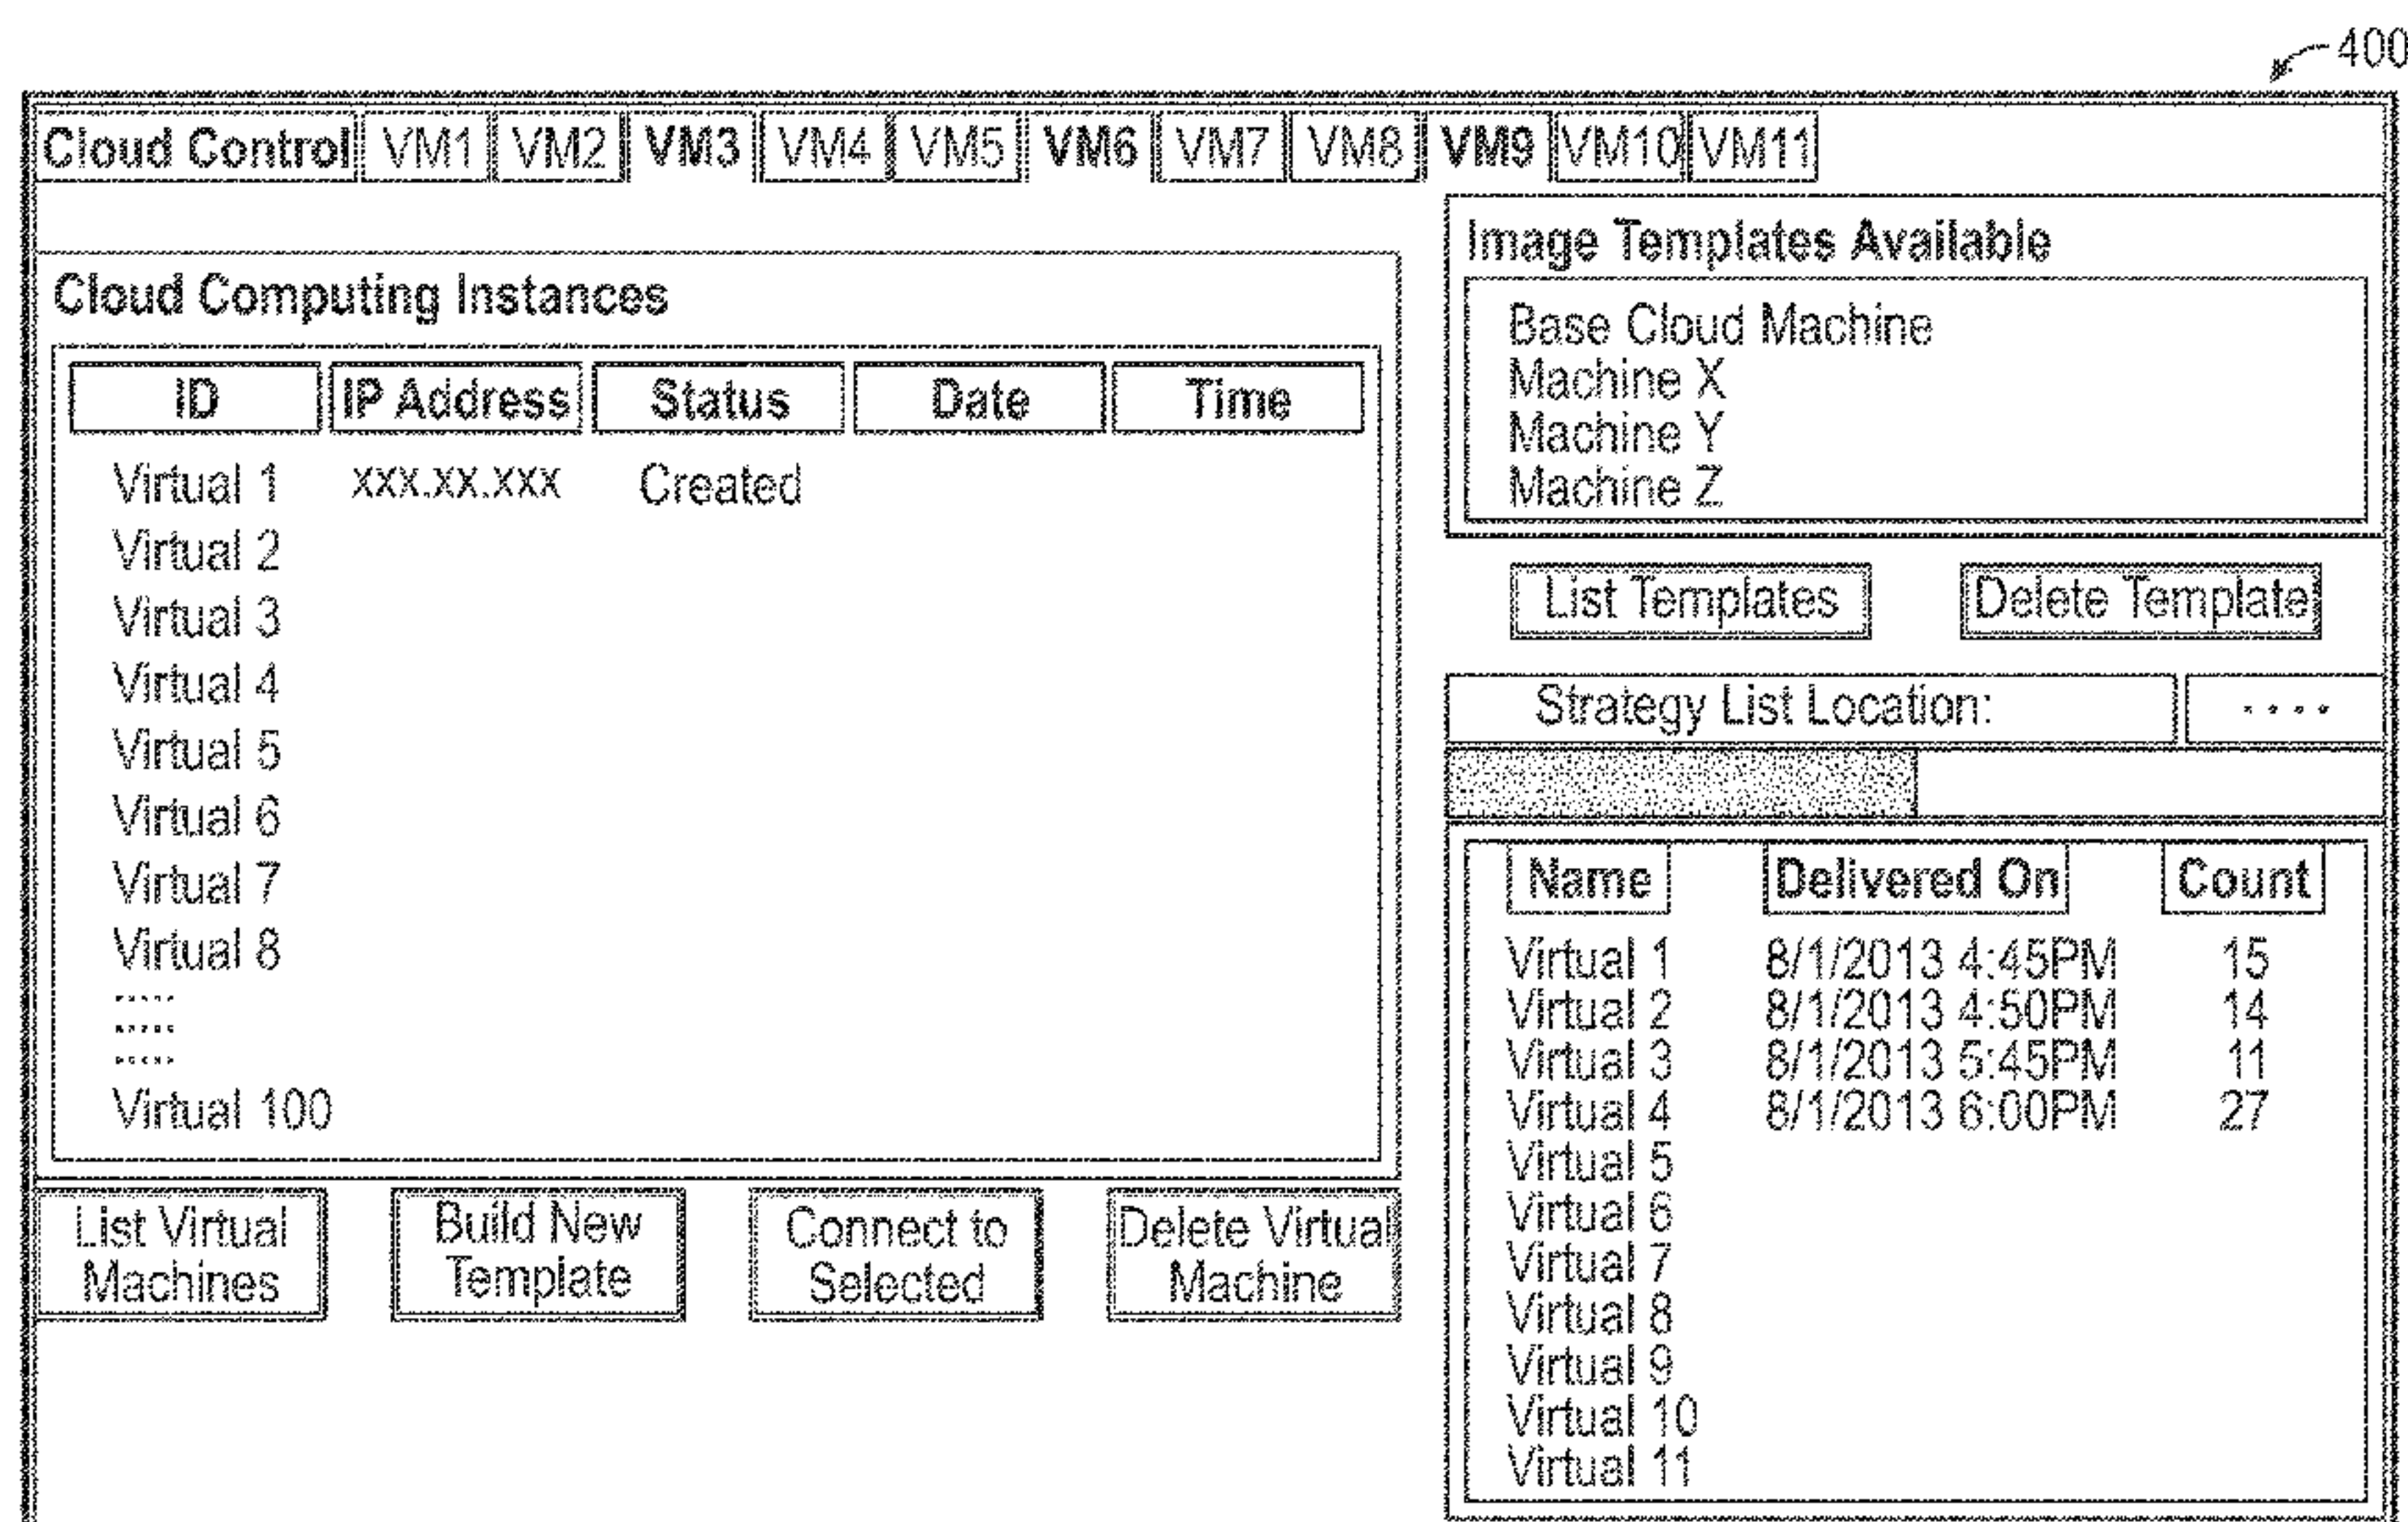 400
Cloud Control VM1 VM2 VM3 VM4 VM5 VM6 VM7 VM8 VM9 VM10 VM11
Cloud Computing Instances
ID IP Address Status Date Time
Virtual 1 XXX.XX.XXX Created
Virtual 2
Virtual 3
Virtual 4
Virtual 5
Virtual 6
Virtual 7
Virtual 8
.....
.....
.....
Virtual 100
List Virtual
Machines
Build New
Template
Connect to
Selected
Delete Virtual
Machine
Image Templates Available
Base Cloud Machine
Machine X
Machine Y
Machine Z
List Templates
Delete Template
Strategy List Location: ....
Name Delivered On Count
Virtual 1 8/1/2013 4:45PM 15
Virtual 2 8/1/2013 4:50PM 14
Virtual 3 8/1/2013 5:45PM 11
Virtual 4 8/1/2013 6:00PM 27
Virtual 5
Virtual 6
Virtual 7
Virtual 8
Virtual 9
Virtual 10
Virtual 11